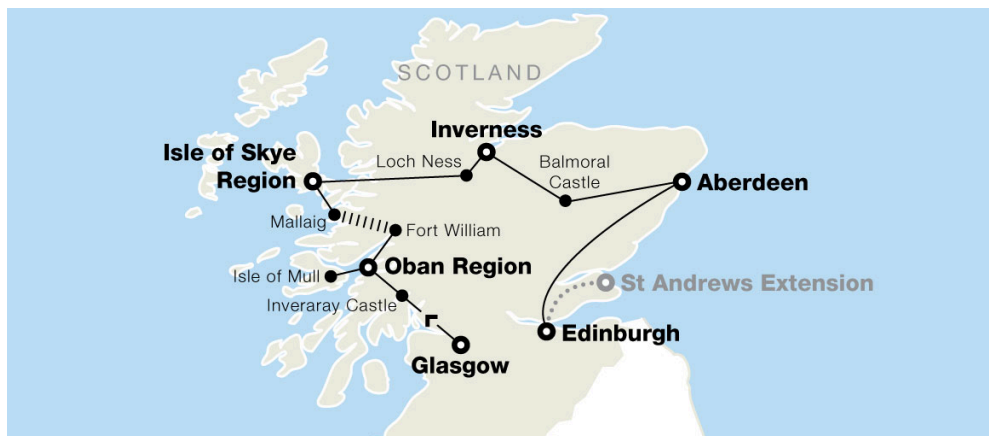 SCOTLAND
Inverness
Isle of Skye
Region
Loch Ness
Balmoral
Castle
Aberdeen
Mallaig
Fort William
Isle of Mull
Oban Region
Inveraray Castle
St Andrews Extension
Edinburgh
Glasgow